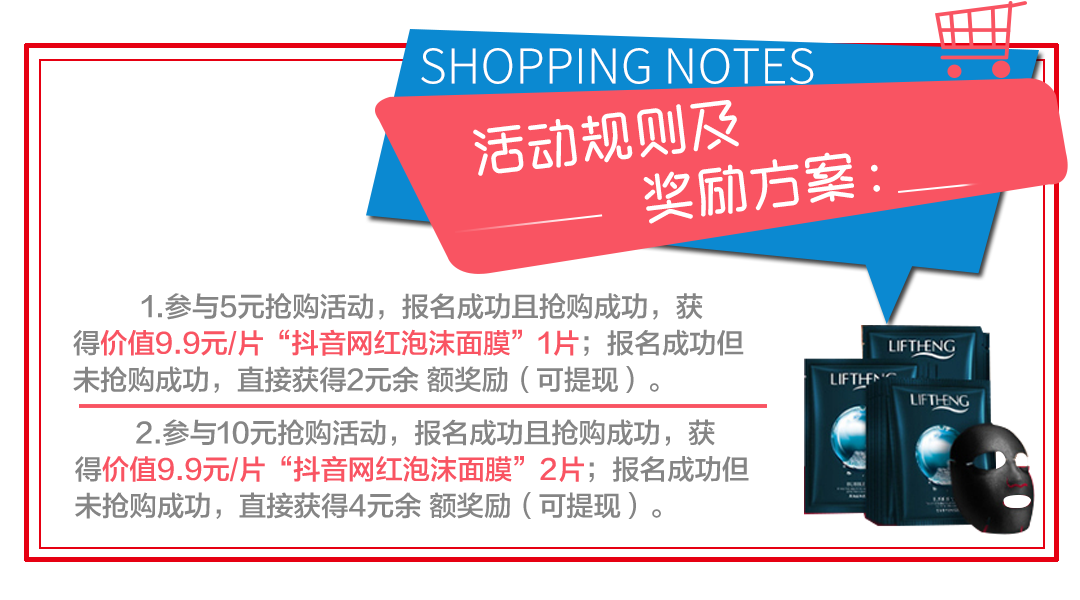 SHOPPING NOTES
活动规则及
奖励方案：
1.参与5元抢购活动，报名成功且抢购成功，获
得价值9.9元/片“抖音网红泡沫面膜”1片；报名成功但
未抢购成功，直接获得2元余 额奖励（可提现）。
2.参与10元抢购活动，报名成功且抢购成功，获
得价值9.9元/片“抖音网红泡沫面膜”2片；报名成功但
未抢购成功，直接获得4元余 额奖励（可提现）。
LIFTHENG
LIFTHENG
LIFTHENG